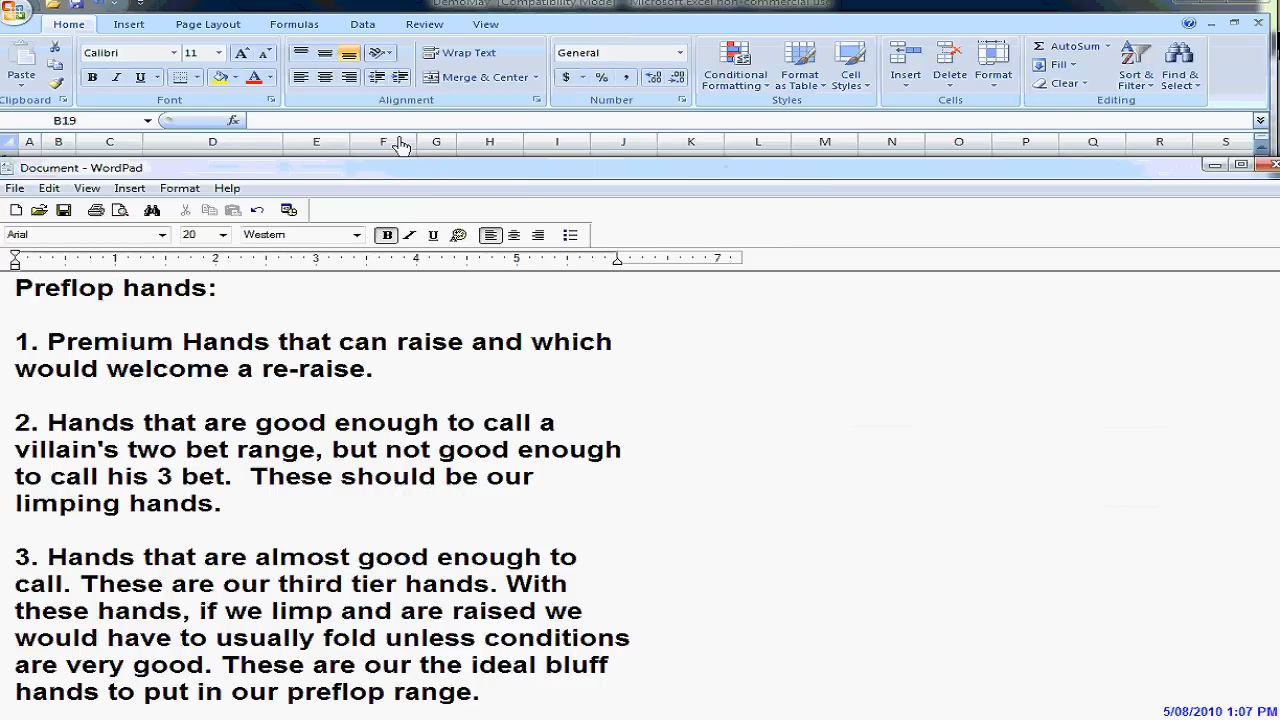 Home Insert Page Layout Formulas Data Review View
Calibri 11 Wrap Text General AutoSum
Paste B I U Merge & Center $ % , Conditional Formatting Format as Table Cell Styles Insert Delete Format Fill Sort & Filter Find & Select
Clear
Clipboard Font Alignment Number Styles Cells Editing
B19 fx
A B C D E F G H I J K L M N O P Q R S
Document - WordPad
File Edit View Insert Format Help
Arial 20 Western B U
1 2 3 4 5 7
Preflop hands:
1. Premium Hands that can raise and which
would welcome a re-raise.
2. Hands that are good enough to call a
villain's two bet range, but not good enough
to call his 3 bet.  These should be our
limping hands.
3. Hands that are almost good enough to
call. These are our third tier hands. With
these hands, if we limp and are raised we
would have to usually fold unless conditions
are very good. These are our the ideal bluff
hands to put in our preflop range.
5/08/2010 1:07 PM